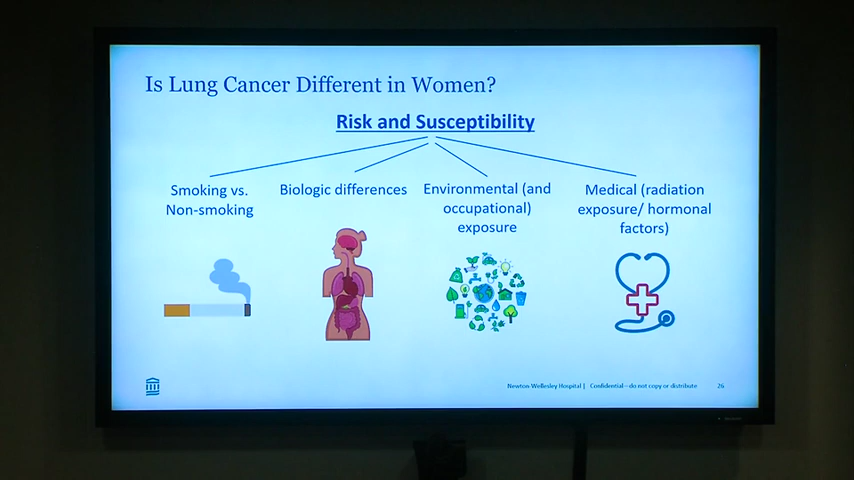 Is Lung Cancer Different in Women?
Risk and Susceptibility
Smoking vs.
Non-smoking
Biologic differences
Environmental (and
occupational)
exposure
Medical (radiation
exposure/ hormonal
factors)
Newton-Wellesley Hospital | Confidential – do not copy or distribute 26